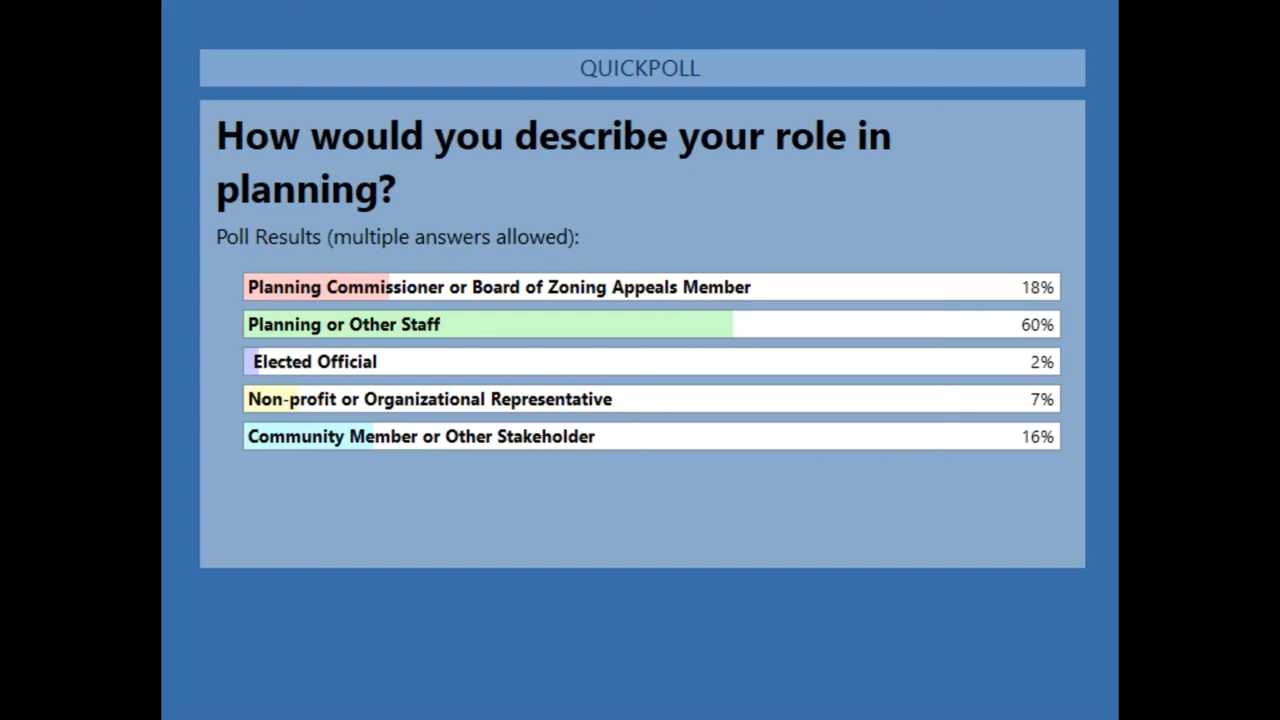 QUICKPOLL
How would you describe your role in
planning?
Poll Results (multiple answers allowed):
Planning Commissioner or Board of Zoning Appeals Member 18%
Planning or Other Staff 60%
Elected Official 2%
Non-profit or Organizational Representative 7%
Community Member or Other Stakeholder 16%